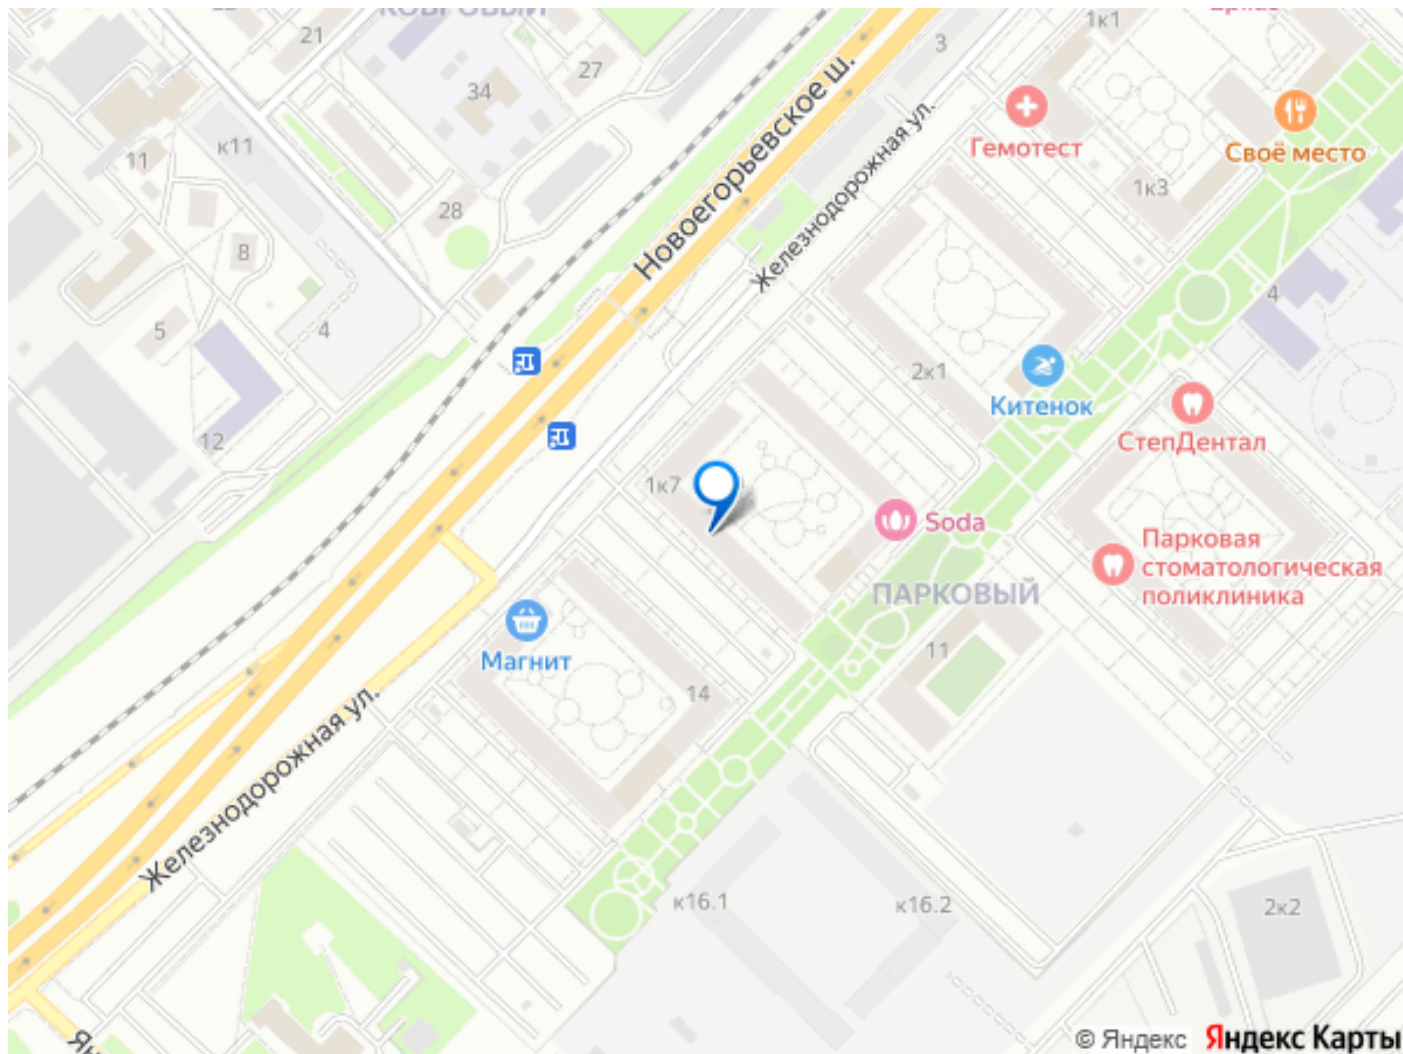 КОВРОВЫЙ
21
27
34
3
1к1
Новоегорьевское ш.
Железнодорожная ул.
Гемотест
Своё место
к11
11
28
8
1к3
5
4
4
12
2к1
Китенок
СтепДентал
1к7
Soda
Парковая
стоматологическая
поликлиника
ПАРКОВЫЙ
Магнит
11
14
Железнодорожная ул.
к16.1
к16.2
2к2
© Яндекс
Яндекс Карты